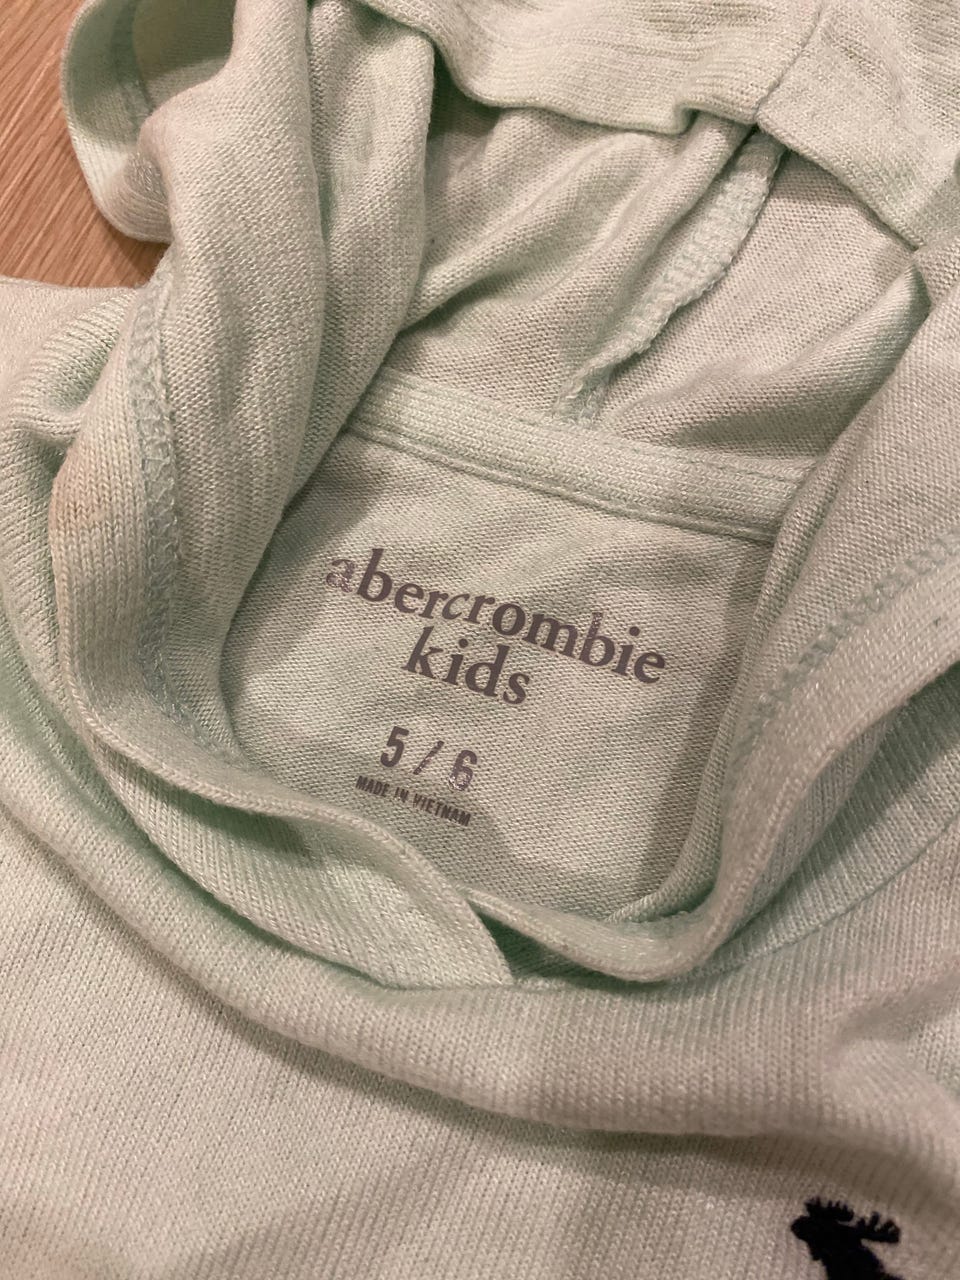 abercrombie
kids
5 / 6
MADE IN VIETNAM